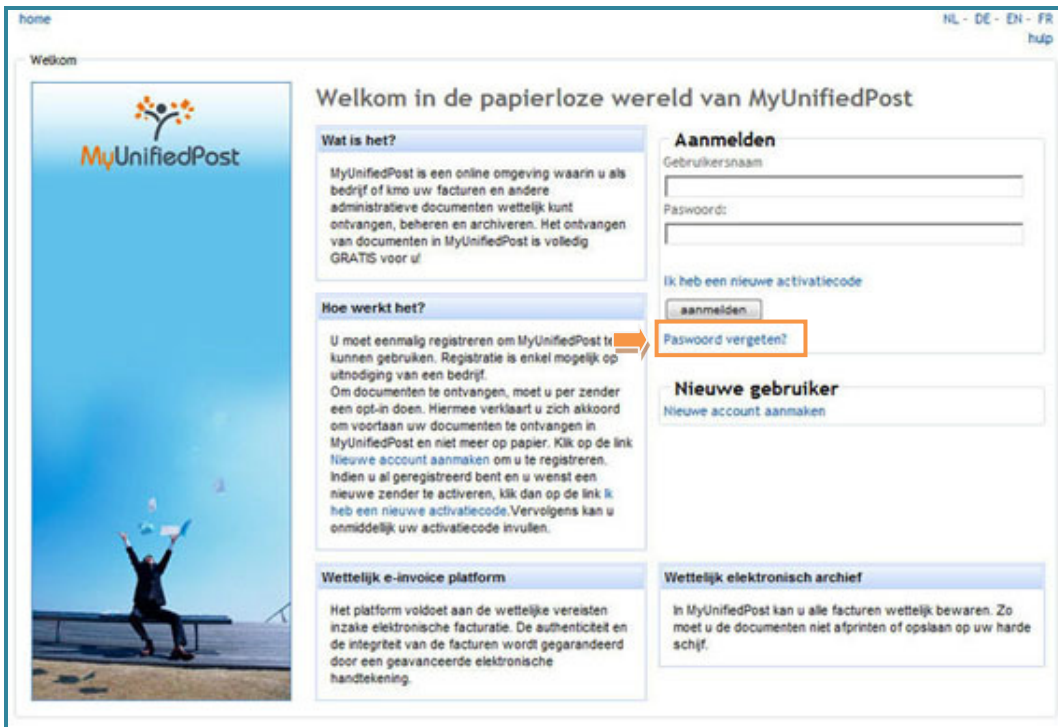 home
NL - DE - EN - FR
hulp
Welkom
MyUnifiedPost
Welkom in de papierloze wereld van MyUnifiedPost
Wat is het?
MyUnifiedPost is een online omgeving waarin u als
bedrijf of kmo uw facturen en andere
administratieve documenten wettelijk kunt
ontvangen, beheren en archiveren. Het ontvangen
van documenten in MyUnifiedPost is volledig
GRATIS voor u!
Hoe werkt het?
U moet eenmalig registreren om MyUnifiedPost te
kunnen gebruiken. Registratie is enkel mogelijk op
uitnodiging van een bedrijf.
Om documenten te ontvangen, moet u per zender
een opt-in doen. Hiermee verklaart u zich akkoord
om voortaan uw documenten te ontvangen in
MyUnifiedPost en niet meer op papier. Klik op de link
Nieuwe account aanmaken om u te registreren.
Indien u al geregistreerd bent en u wenst een
nieuwe zender te activeren, klik dan op de link Ik
heb een nieuwe activatiecode.Vervolgens kan u
onmiddellijk uw activatiecode invullen.
Aanmelden
Gebruikersnaam
Paswoord:
Ik heb een nieuwe activatiecode
aanmelden
Paswoord vergeten?
Nieuwe gebruiker
Nieuwe account aanmaken
Wettelijk e-invoice platform
Het platform voldoet aan de wettelijke vereisten
inzake elektronische facturatie. De authenticiteit en
de integriteit van de facturen wordt gegarandeerd
door een geavanceerde elektronische
handtekening.
Wettelijk elektronisch archief
In MyUnifiedPost kan u alle facturen wettelijk bewaren. Zo
moet u de documenten niet afprinten of opslaan op uw harde
schijf.